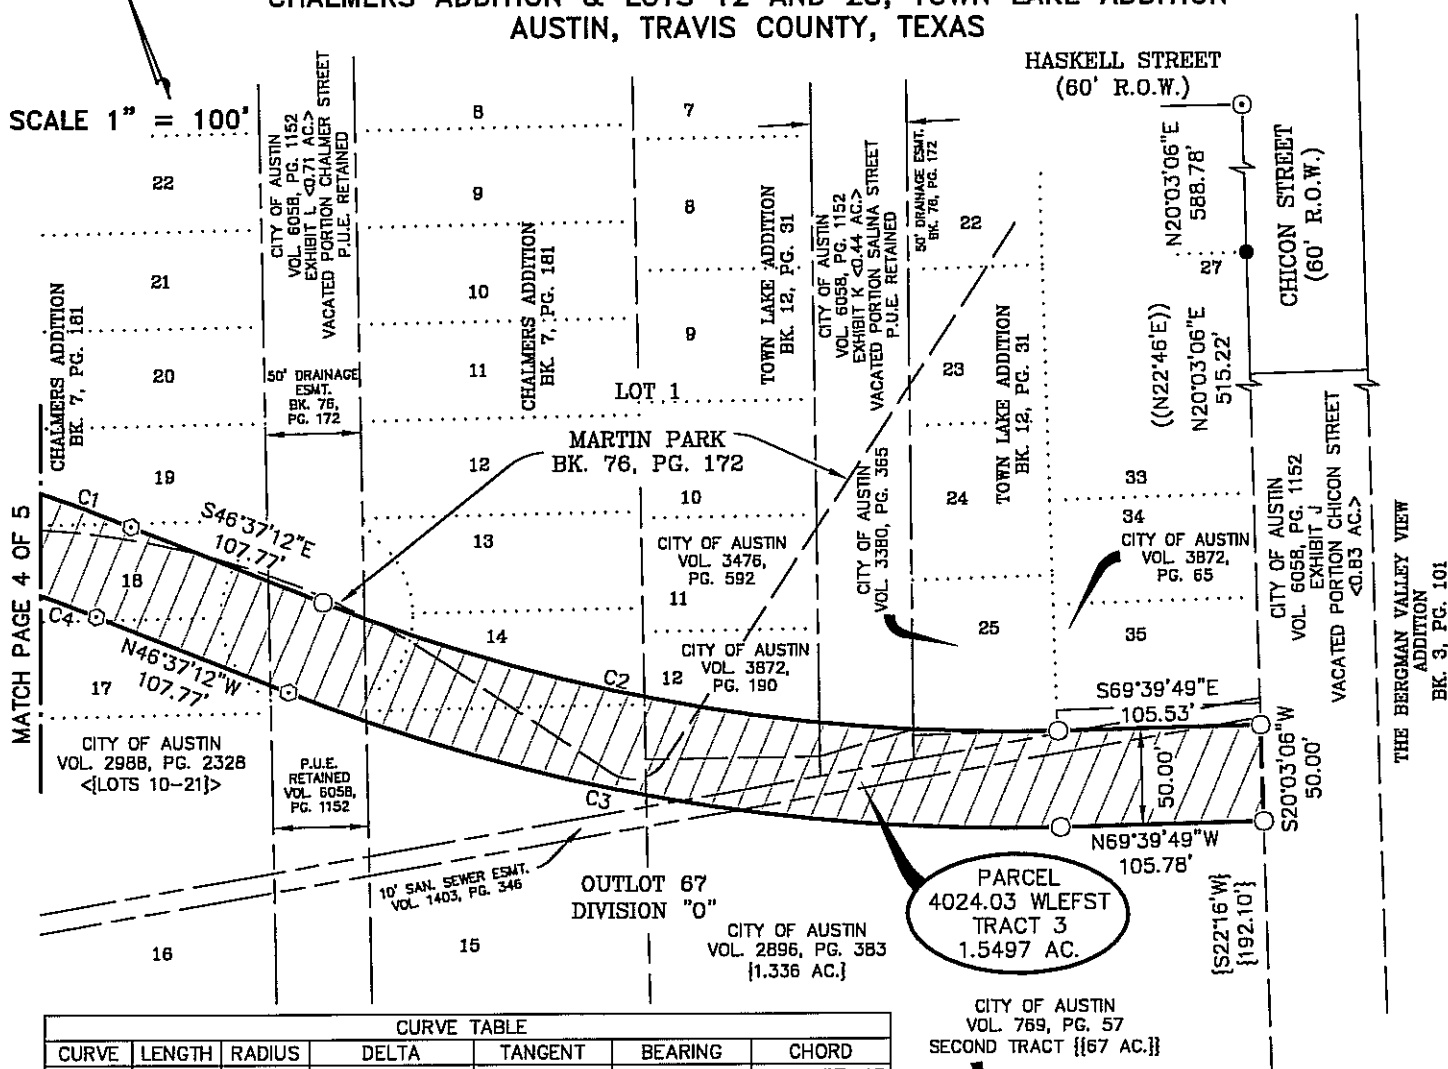 CHALMERS ADDITION & LOTS 12 AND 28, TOWN LAKE ADDITION
AUSTIN, TRAVIS COUNTY, TEXAS
SCALE 1" = 100'
HASKELL STREET
(60' R.O.W.)
CHICON STREET
(60' R.O.W.)
N20°03'06"E
588.78'
27
((N22°46'E))
N20°03'06"E
515.22'
CITY OF AUSTIN
VOL. 6058, PG. 1152
EXHIBIT L <0.71 AC.>
VACATED PORTION CHALMER STREET
P.U.E. RETAINED
22
21
20
19
18
17
16
CHALMERS ADDITION
BK. 7, PG. 181
50' DRAINAGE
ESMT.
BK. 76,
PG. 172
8
9
10
11
12
13
14
15
CHALMERS ADDITION
BK. 7, PG. 181
7
8
9
10
11
12
LOT 1
TOWN LAKE ADDITION
BK. 12, PG. 31
CITY OF AUSTIN
VOL. 6058, PG. 1152
EXHIBIT K <0.44 AC.>
VACATED PORTION SALINA STREET
P.U.E. RETAINED
50' DRAINAGE ESMT.
BK. 76, PG. 172
22
23
24
25
TOWN LAKE ADDITION
BK. 12, PG. 31
33
34
35
MARTIN PARK
BK. 76, PG. 172
CITY OF AUSTIN
VOL. 3476,
PG. 592
CITY OF AUSTIN
VOL. 3872,
PG. 190
CITY OF AUSTIN
VOL 3380, PG. 365
CITY OF AUSTIN
VOL. 3872,
PG. 65
CITY OF AUSTIN
VOL. 6058, PG. 1152
EXHIBIT J
VACATED PORTION CHICON STREET
<0.83 AC.>
THE BERGMAN VALLEY VIEW
ADDITION
BK. 3, PG. 101
MATCH PAGE 4 OF 5
C1
S46°37'12"E
107.77'
C4
N46°37'12"W
107.77'
C2
C3
S69°39'49"E
105.53'
50.00'
S20°03'06"W
50.00'
N69°39'49"W
105.78'
{S22°16'W}
{192.10'}
CITY OF AUSTIN
VOL. 2988, PG. 2328
<{LOTS 10-21}>
P.U.E.
RETAINED
VOL. 6058,
PG. 1152
10' SAN. SEWER ESMT.
VOL. 1403, PG. 346
OUTLOT 67
DIVISION "O"
CITY OF AUSTIN
VOL. 2896, PG. 383
[1.336 AC.]
PARCEL
4024.03 WLEFST
TRACT 3
1.5497 AC.
CITY OF AUSTIN
VOL. 769, PG. 57
SECOND TRACT {[67 AC.]}
CURVE TABLE
CURVE LENGTH RADIUS DELTA TANGENT BEARING CHORD